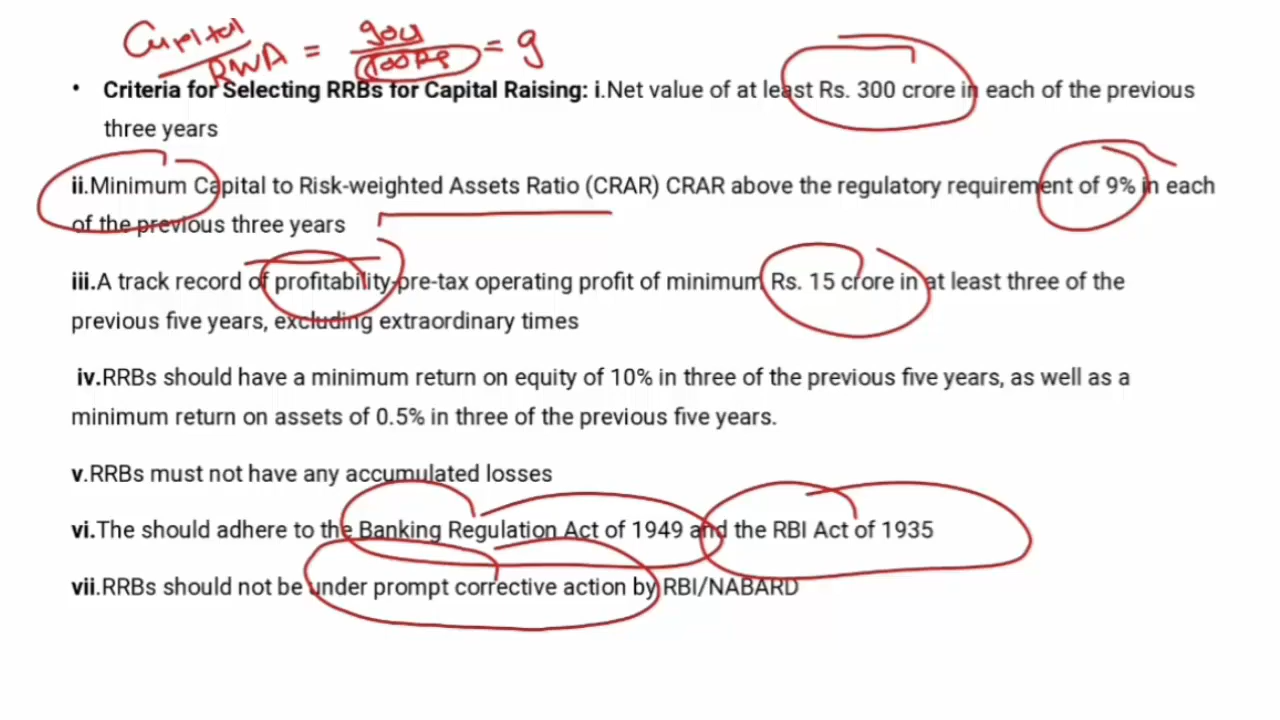 Capital
RWA = / = 9
• Criteria for Selecting RRBs for Capital Raising: i.Net value of at least Rs. 300 crore in each of the previous
three years
ii.Minimum Capital to Risk-weighted Assets Ratio (CRAR) CRAR above the regulatory requirement of 9% in each
of the previous three years
iii.A track record of profitability-pre-tax operating profit of minimum Rs. 15 crore in at least three of the
previous five years, excluding extraordinary times
iv.RRBs should have a minimum return on equity of 10% in three of the previous five years, as well as a
minimum return on assets of 0.5% in three of the previous five years.
v.RRBs must not have any accumulated losses
vi.The should adhere to the Banking Regulation Act of 1949 and the RBI Act of 1935
vii.RRBs should not be under prompt corrective action by RBI/NABARD